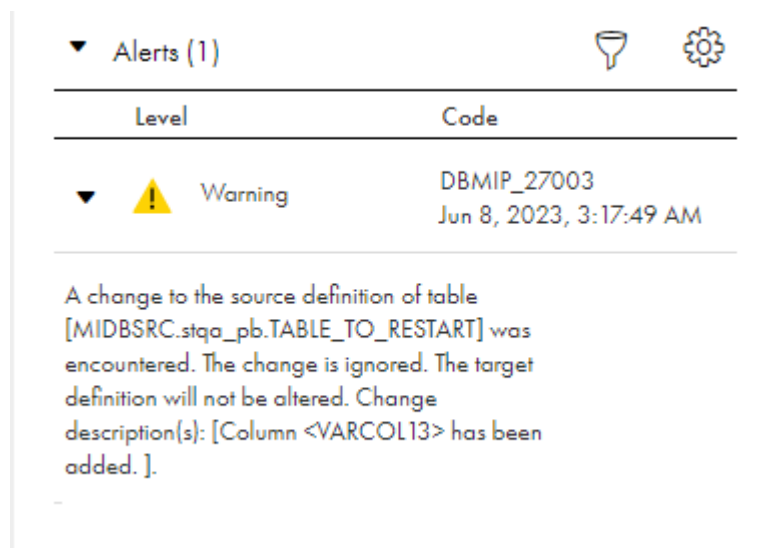 Alerts (1)
Level Code
Warning DBMIP_27003
Jun 8, 2023, 3:17:49 AM
A change to the source definition of table
[MIDBSRC.stqa_pb.TABLE_TO_RESTART] was
encountered. The change is ignored. The target
definition will not be altered. Change
description(s): [Column <VARCOL13> has been
added. ].